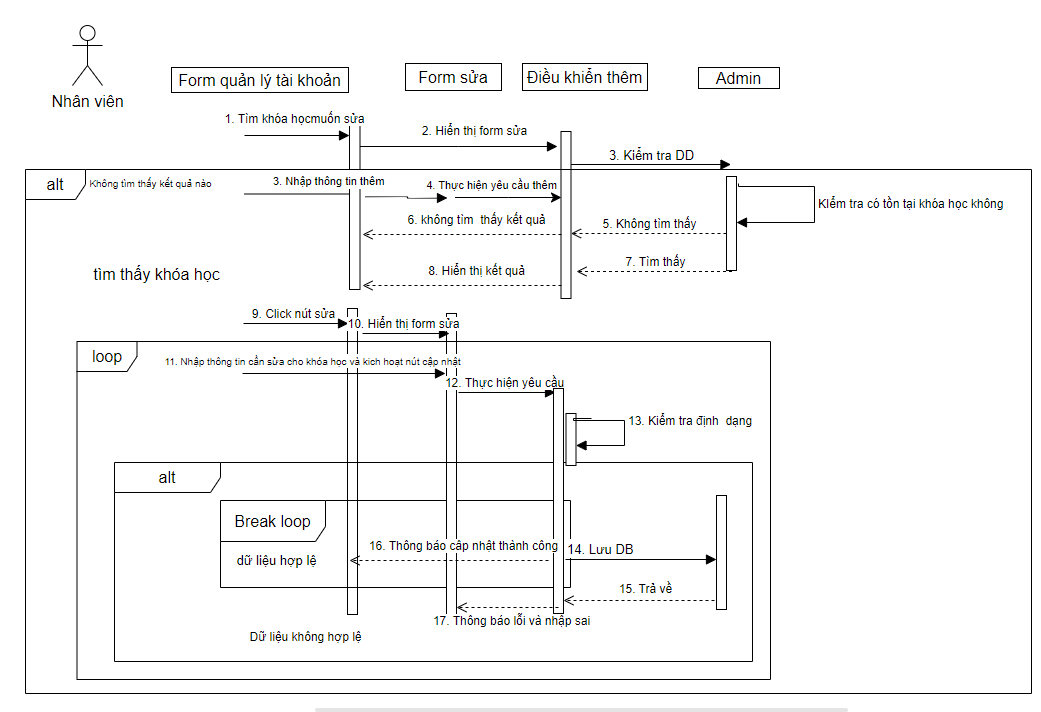 Nhân viên
Form quản lý tài khoản
Form sửa
Điều khiển thêm
Admin
1. Tìm khóa họcmuốn sửa
2. Hiển thị form sửa
3. Kiểm tra DD
alt
Không tìm thấy kết quả nào
3. Nhập thông tin thêm
4. Thực hiện yêu cầu thêm
KIểm tra có tồn tại khóa học không
6. không tìm thấy kết quả
5. Không tìm thấy
7. Tìm thấy
tìm thấy khóa học
8. Hiển thị kết quả
9. Click nút sửa
10. Hiển thị form sửa
loop
11. Nhập thông tin cần sửa cho khóa học và kich hoạt nút cập nhật
12. Thực hiện yêu cầu
13. Kiểm tra định dạng
alt
Break loop
16. Thông báo câp nhật thành công
14. Lưu DB
dữ liệu hợp lệ
15. Trả về
17. Thông báo lỗi và nhập sai
Dữ liệu không hợp lệ